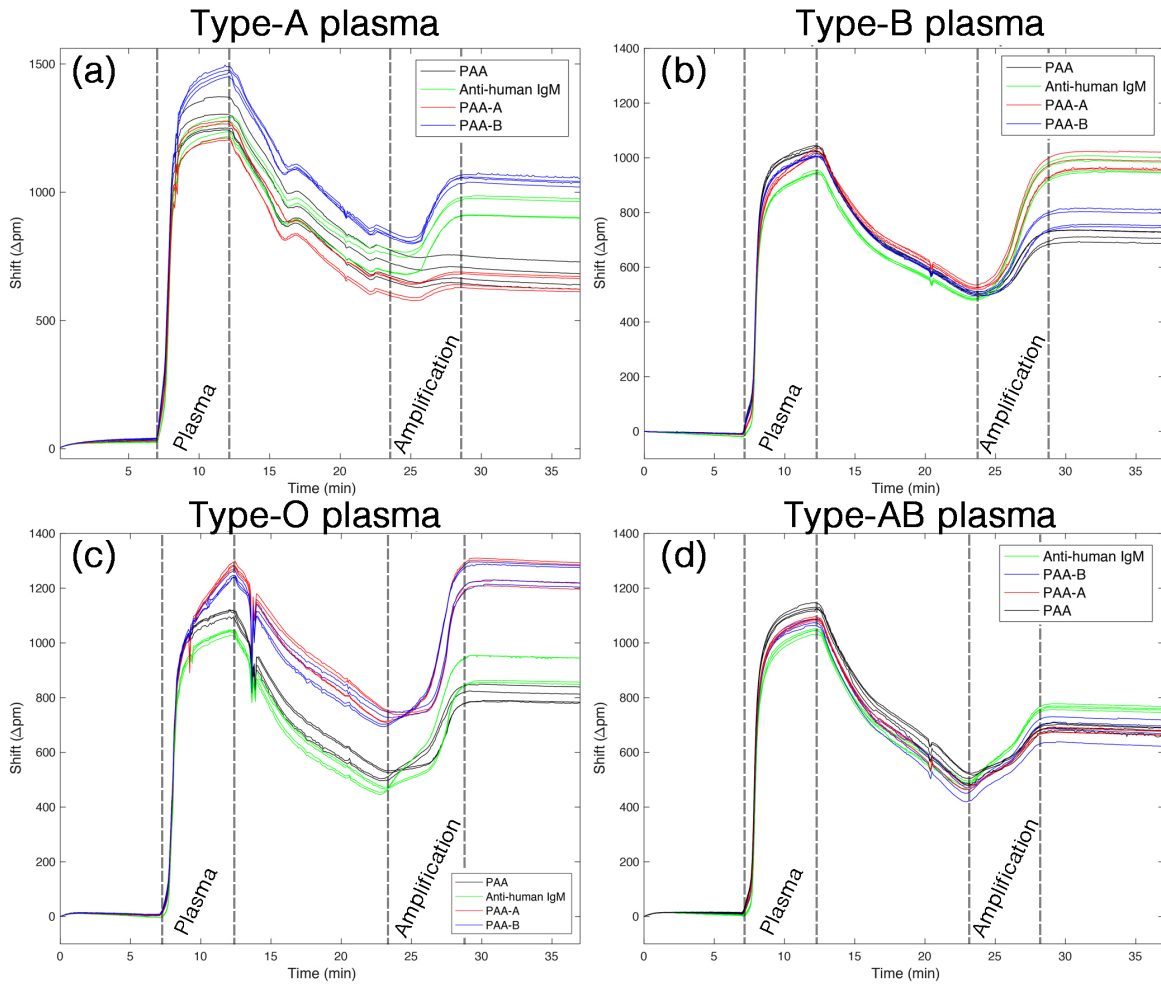 Type-A plasma
(a)
PAA
Anti-human IgM
PAA-A
PAA-B
1500
1000
500
0
Shift (Δpm)
Plasma
Amplification
5 10 15 20 25 30 35
Time (min)
Type-B plasma
(b)
PAA
Anti-human IgM
PAA-A
PAA-B
1400
1200
1000
800
600
400
200
0
Shift (Δpm)
Plasma
Amplification
0 5 10 15 20 25 30 35
Time (min)
Type-O plasma
(c)
1400
1200
1000
800
600
400
200
0
Shift (Δpm)
Plasma
Amplification
PAA
Anti-human IgM
PAA-A
PAA-B
0 5 10 15 20 25 30 35
Time (min)
Type-AB plasma
(d)
Anti-human IgM
PAA-B
PAA-A
PAA
1400
1200
1000
800
600
400
200
0
Shift (Δpm)
Plasma
Amplification
0 5 10 15 20 25 30 35
Time (min)